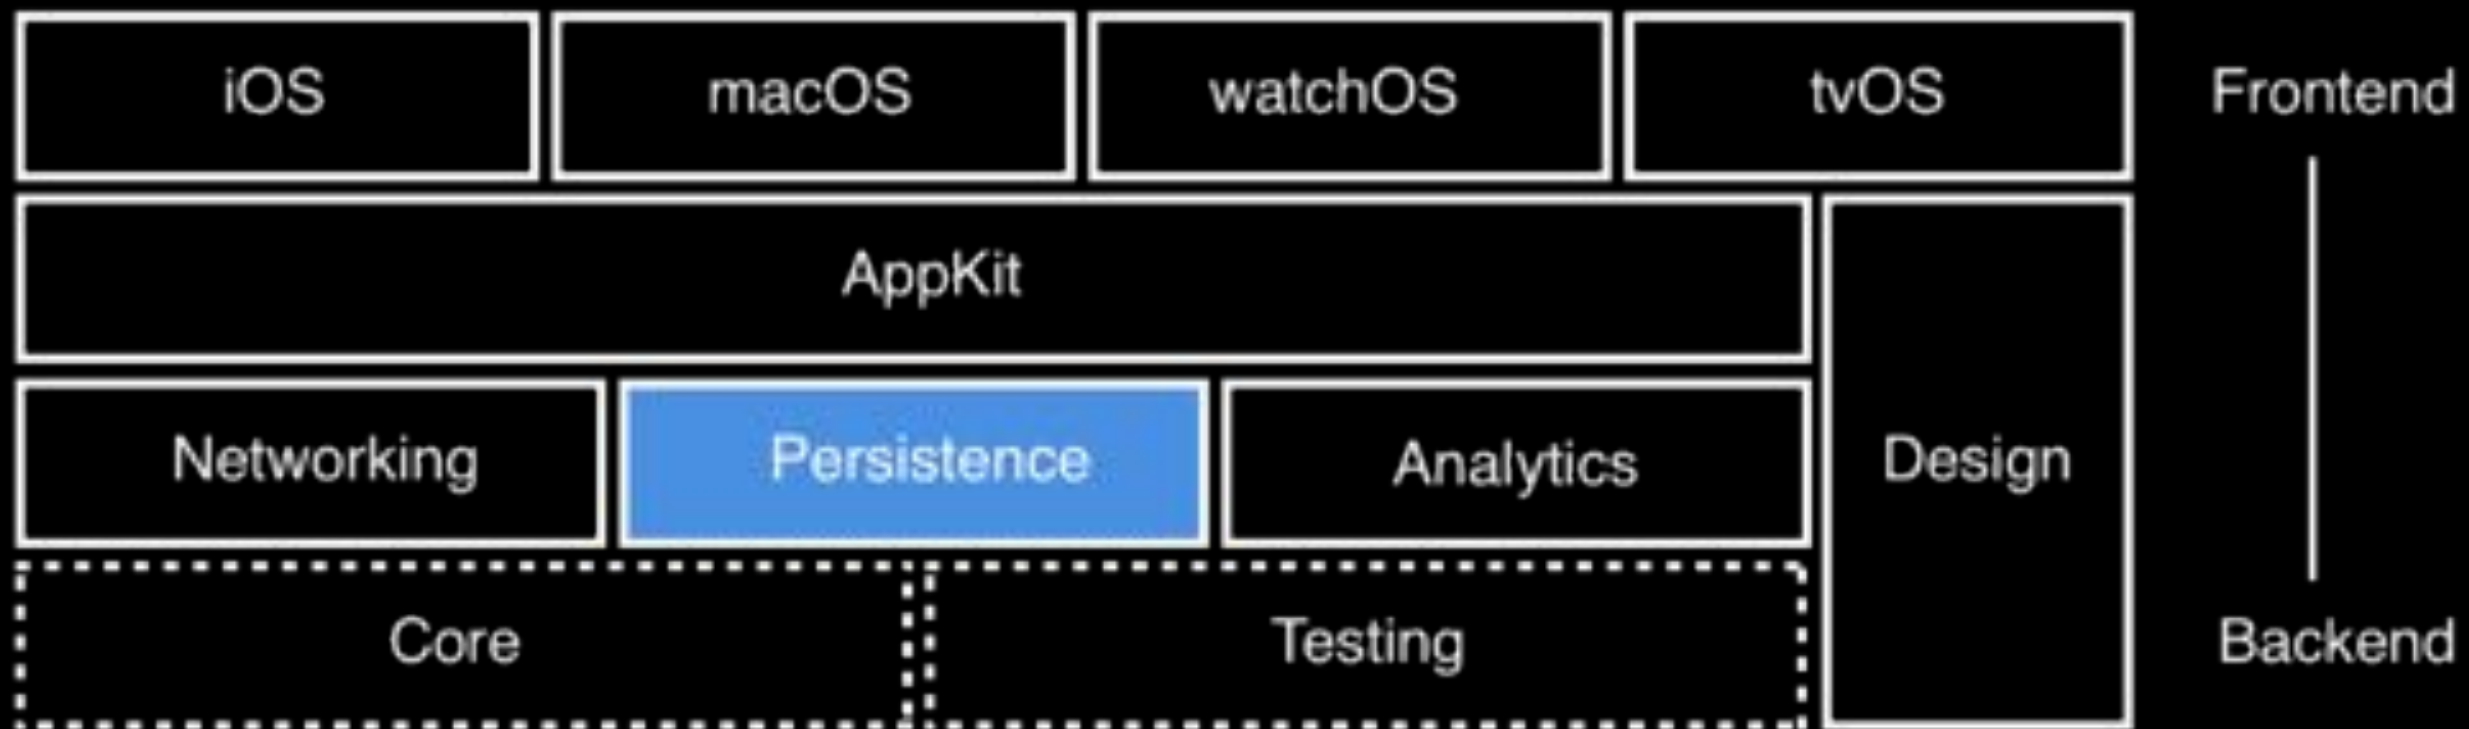 iOS
macOS
watchOS
tvOS
Frontend
AppKit
Networking
Persistence
Analytics
Design
Core
Testing
Backend